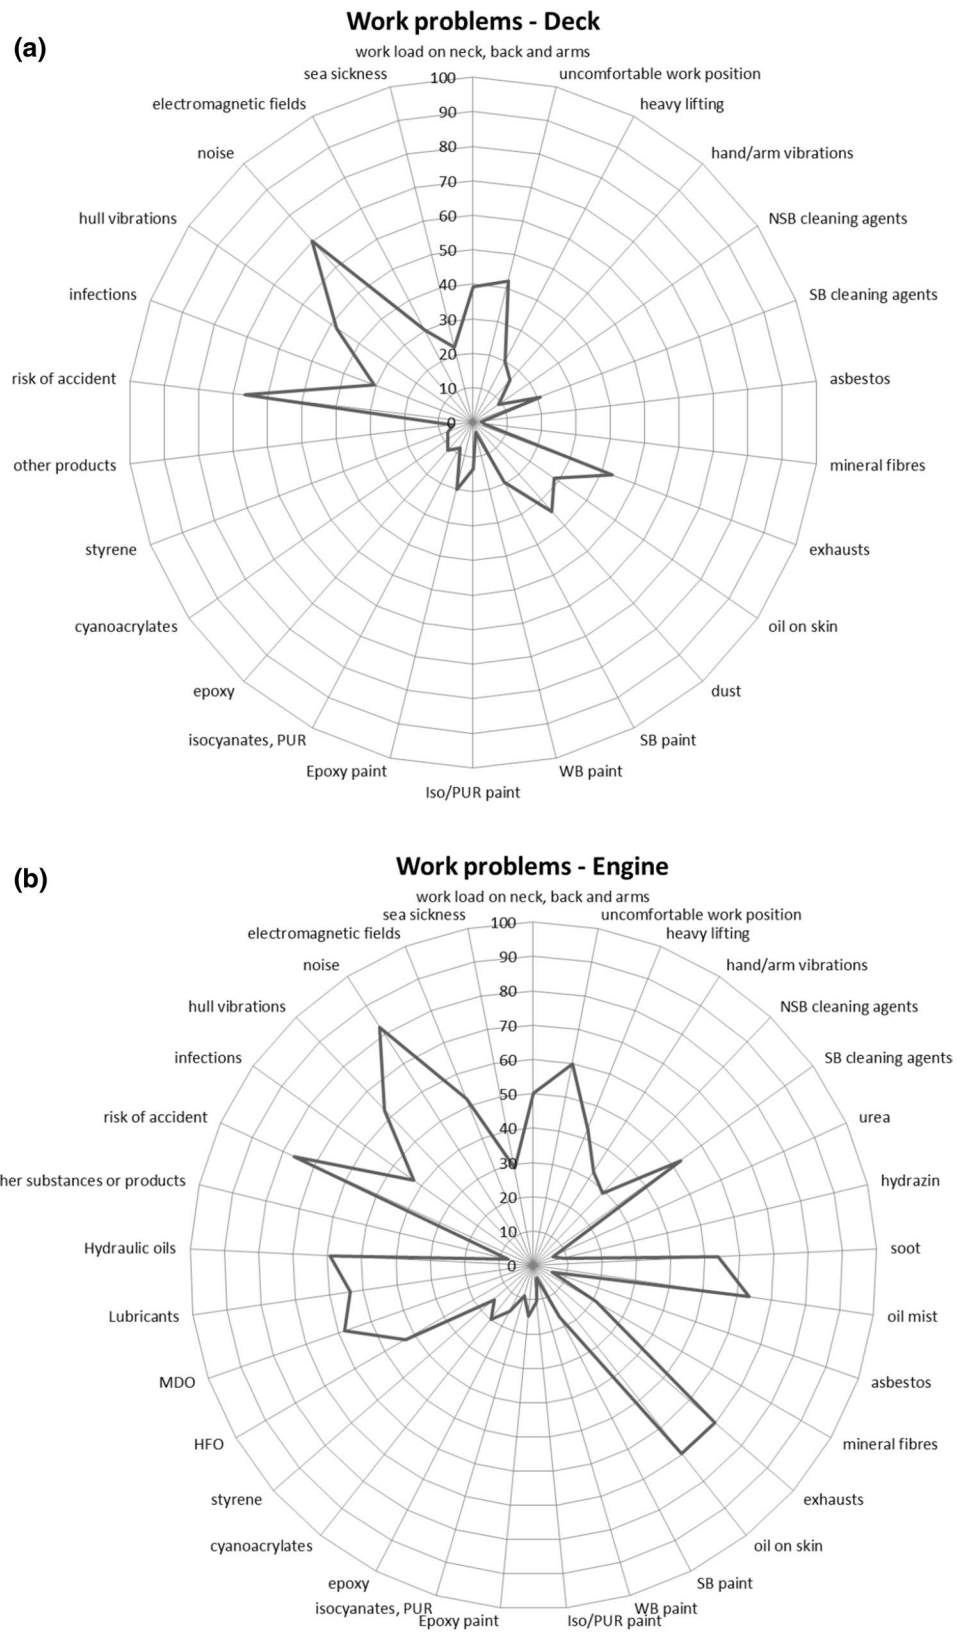 (a)
Work problems - Deck
work load on neck, back and arms
sea sickness
uncomfortable work position
electromagnetic fields
heavy lifting
noise
hand/arm vibrations
hull vibrations
NSB cleaning agents
infections
SB cleaning agents
risk of accident
asbestos
other products
mineral fibres
styrene
exhausts
cyanoacrylates
oil on skin
epoxy
dust
isocyanates, PUR
SB paint
Epoxy paint
WB paint
Iso/PUR paint
100
90
80
70
60
50
40
30
20
10
0
(b)
Work problems - Engine
work load on neck, back and arms
sea sickness
uncomfortable work position
electromagnetic fields
heavy lifting
noise
hand/arm vibrations
hull vibrations
NSB cleaning agents
infections
SB cleaning agents
risk of accident
urea
her substances or products
hydrazin
Hydraulic oils
soot
Lubricants
oil mist
MDO
asbestos
HFO
mineral fibres
styrene
exhausts
cyanoacrylates
oil on skin
epoxy
SB paint
isocyanates, PUR
WB paint
Epoxy paint
Iso/PUR paint
100
90
80
70
60
50
40
30
20
10
0